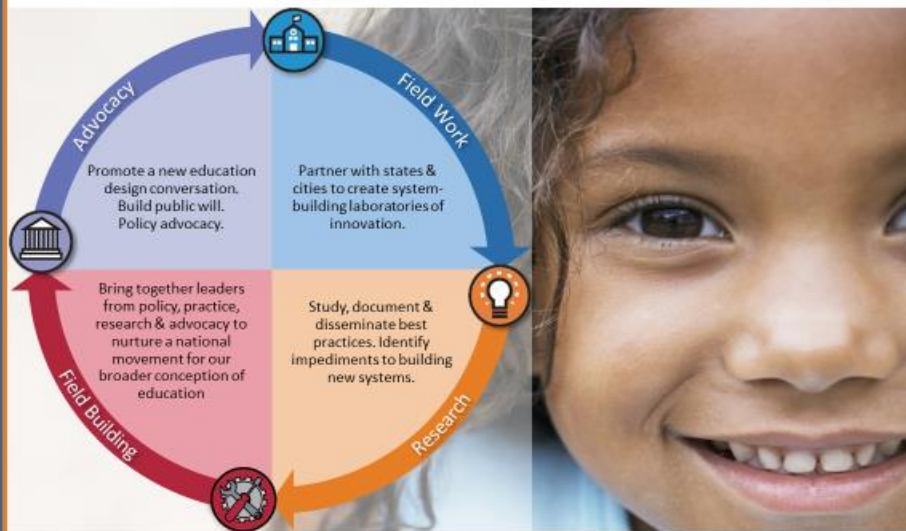 Advocacy
Promote a new education
design conversation.
Build public will.
Policy advocacy.
Field Work
Partner with states &
cities to create system-
building laboratories of
innovation.
Bring together leaders
from policy, practice,
research & advocacy to
nurture a national
movement for our
broader conception of
education
Field Building
Study, document &
disseminate best
practices. Identify
impediments to building
new systems.
Research